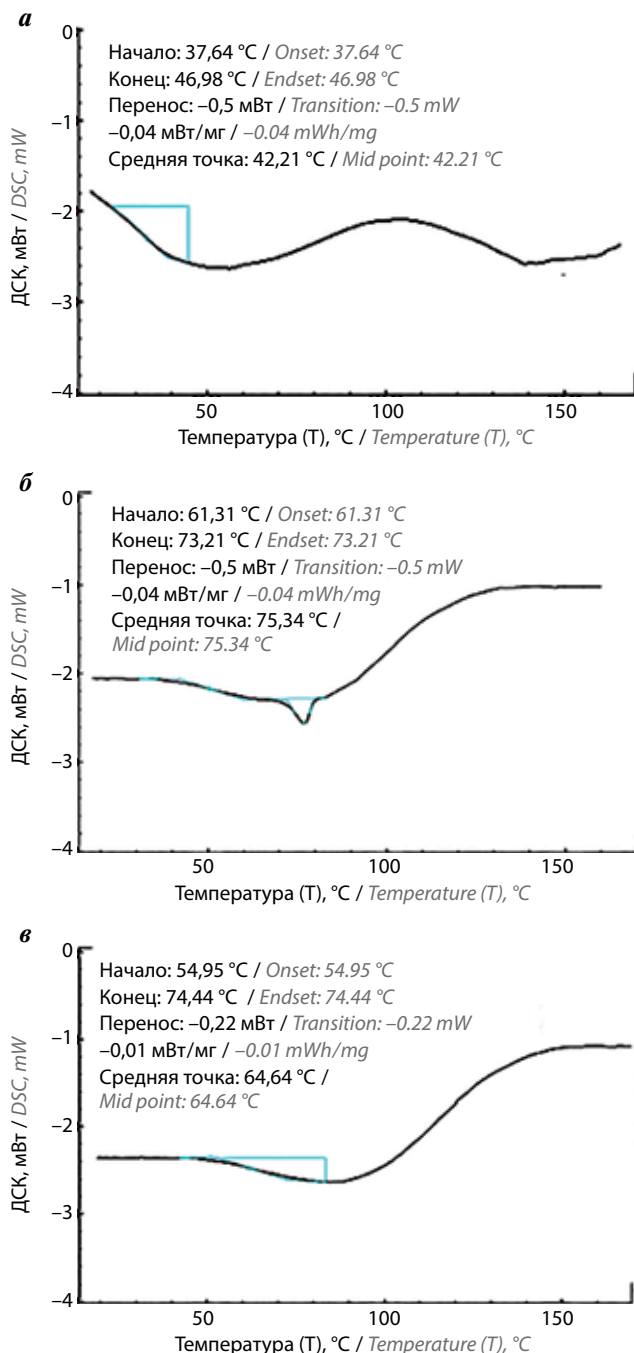 а
ДСК, мВт / DSC, mW
0
–1
–2
–3
–4
Начало: 37,64 °C / Onset: 37.64 °C
Конец: 46,98 °C / Endset: 46.98 °C
Перенос: –0,5 мВт / Transition: –0.5 mW
–0,04 мВт/мг / –0.04 mWh/mg
Средняя точка: 42,21 °C / Mid point: 42.21 °C
50 100 150
Температура (Т), °С / Temperature (T), °C
б
ДСК, мВт / DSC, mW
0
–1
–2
–3
–4
Начало: 61,31 °C / Onset: 61.31 °C
Конец: 73,21 °C / Endset: 73.21 °C
Перенос: –0,5 мВт / Transition: –0.5 mW
–0,04 мВт/мг / –0.04 mWh/mg
Средняя точка: 75,34 °C /
Mid point: 75.34 °C
50 100 150
Температура (Т), °С / Temperature (T), °C
в
ДСК, мВт / DSC, mW
0
–1
–2
–3
–4
Начало: 54,95 °C / Onset: 54.95 °C
Конец: 74,44 °C / Endset: 74.44 °C
Перенос: –0,22 мВт / Transition: –0.22 mW
–0,01 мВт/мг / –0.01 mWh/mg
Средняя точка: 64,64 °C /
Mid point: 64.64 °C
50 100 150
Температура (Т), °С / Temperature (T), °C